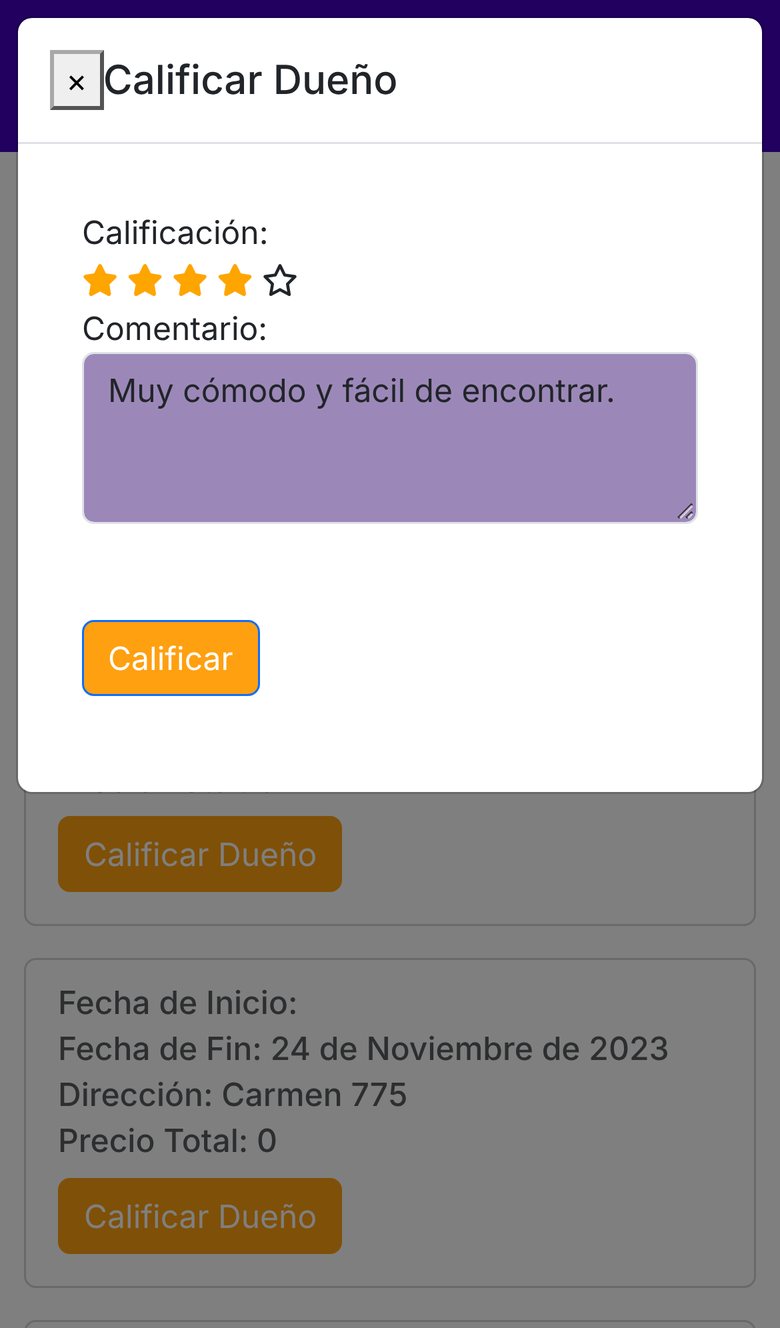 × Calificar Dueño
Calificación:
Comentario:
Muy cómodo y fácil de encontrar.
Calificar
Calificar Dueño
Fecha de Inicio:
Fecha de Fin: 24 de Noviembre de 2023
Dirección: Carmen 775
Precio Total: 0
Calificar Dueño